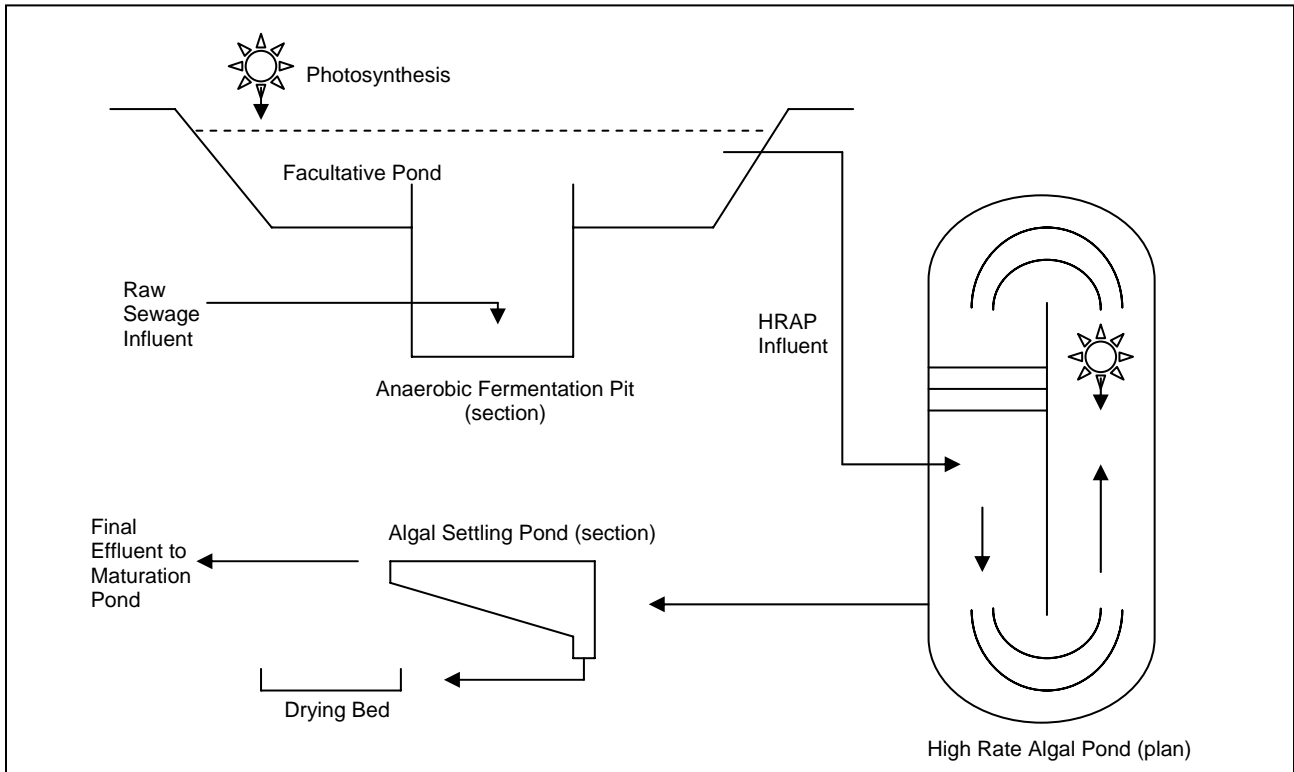 Photosynthesis
Facultative Pond
Raw
Sewage
Influent
Anaerobic Fermentation Pit
(section)
HRAP
Influent
Final
Effluent to
Maturation
Pond
Algal Settling Pond (section)
Drying Bed
High Rate Algal Pond (plan)